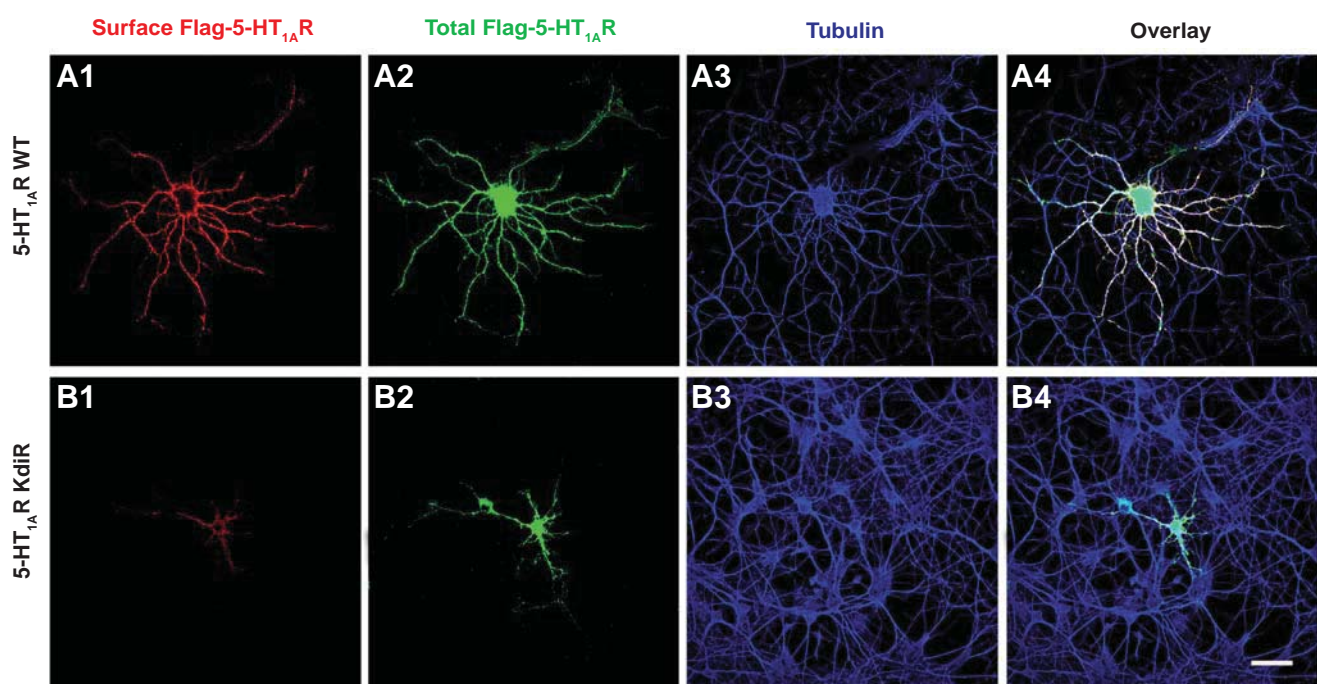 Surface Flag-5-HT1AR Total Flag-5-HT1AR Tubulin Overlay
5-HT1AR WT
A1 A2 A3 A4
5-HT1AR KdiR
B1 B2 B3 B4